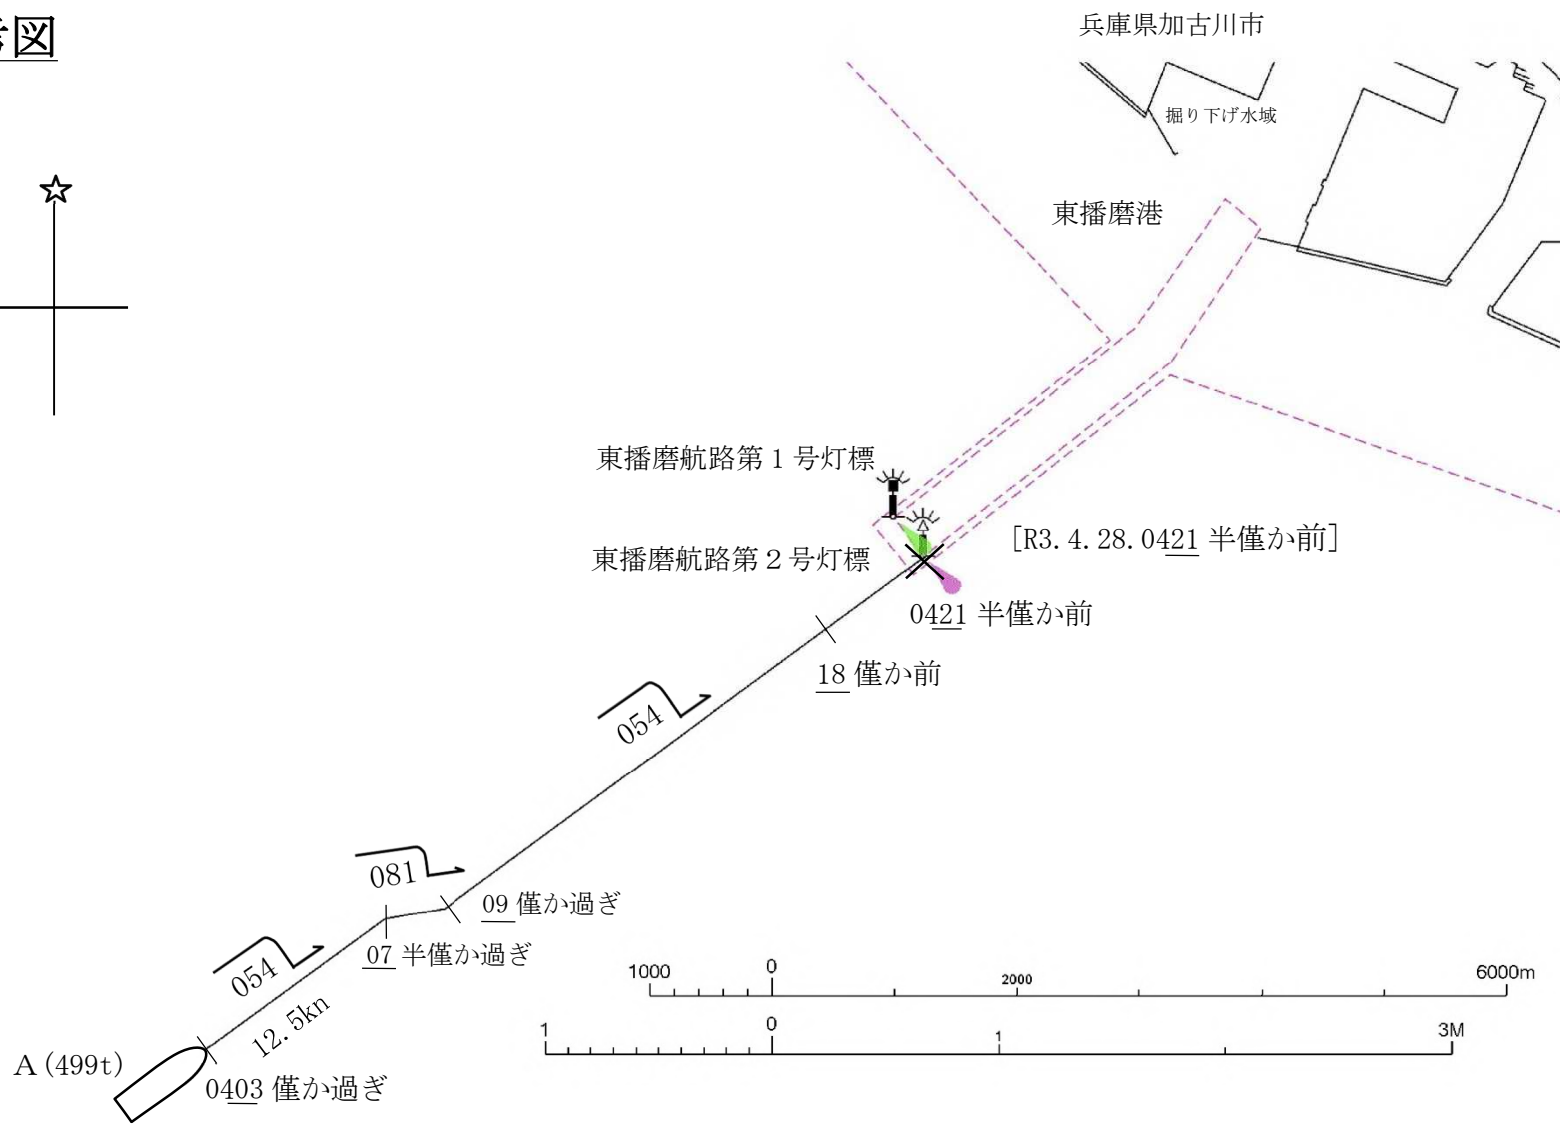 図
兵庫県加古川市
掘り下げ水域
東播磨港
東播磨航路第１号灯標
東播磨航路第２号灯標
[R3.4.28.0421 半僅か前]
0421 半僅か前
18 僅か前
054
081
09 僅か過ぎ
07 半僅か過ぎ
054
12.5kn
A (499t)
0403 僅か過ぎ
1000 0 2000 6000m
1 0 1 3M